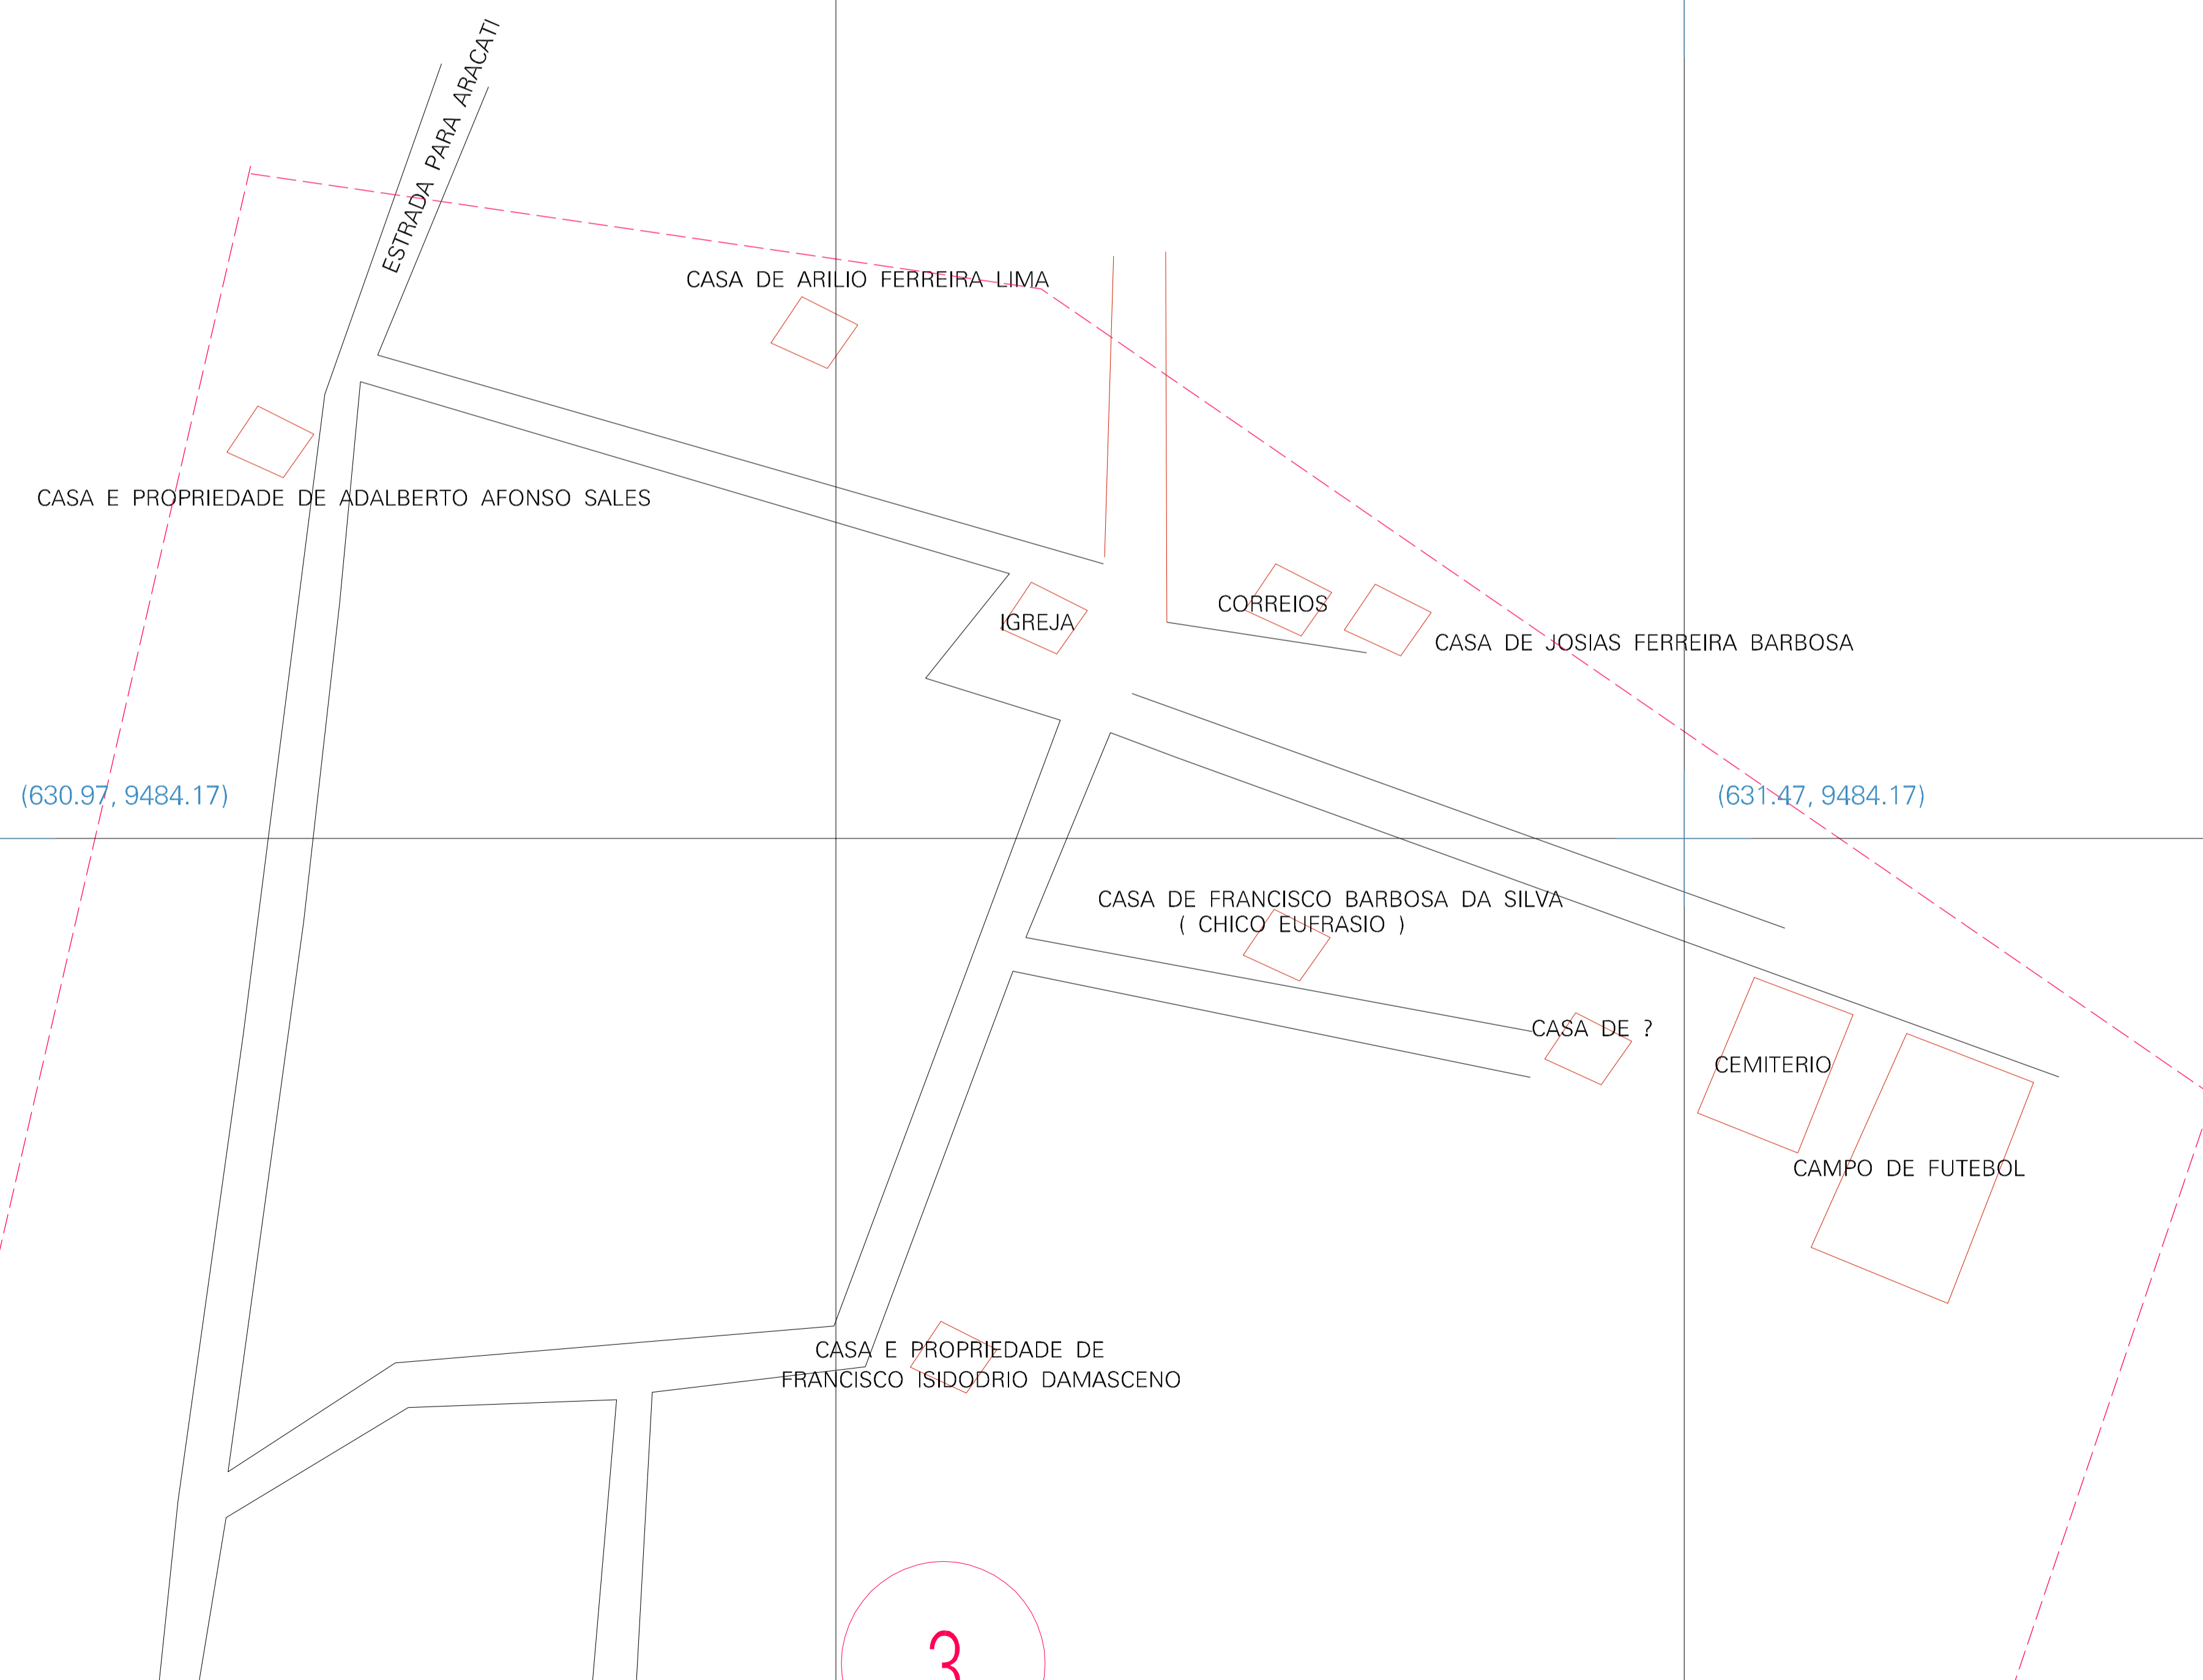 ESTRADA PARA ARACATI
CASA DE ARILIO FERREIRA LIMA
CASA E PROPRIEDADE DE ADALBERTO AFONSO SALES
CORREIOS
IGREJA
CASA DE JOSIAS FERREIRA BARBOSA
(630.97, 9484.17)
(631.47, 9484.17)
CASA DE FRANCISCO BARBOSA DA SILVA
( CHICO EUFRASIO )
CASA DE ?
CEMITERIO
CAMPO DE FUTEBOL
CASA E PROPRIEDADE DE
FRANCISCO ISIDODRIO DAMASCENO
3